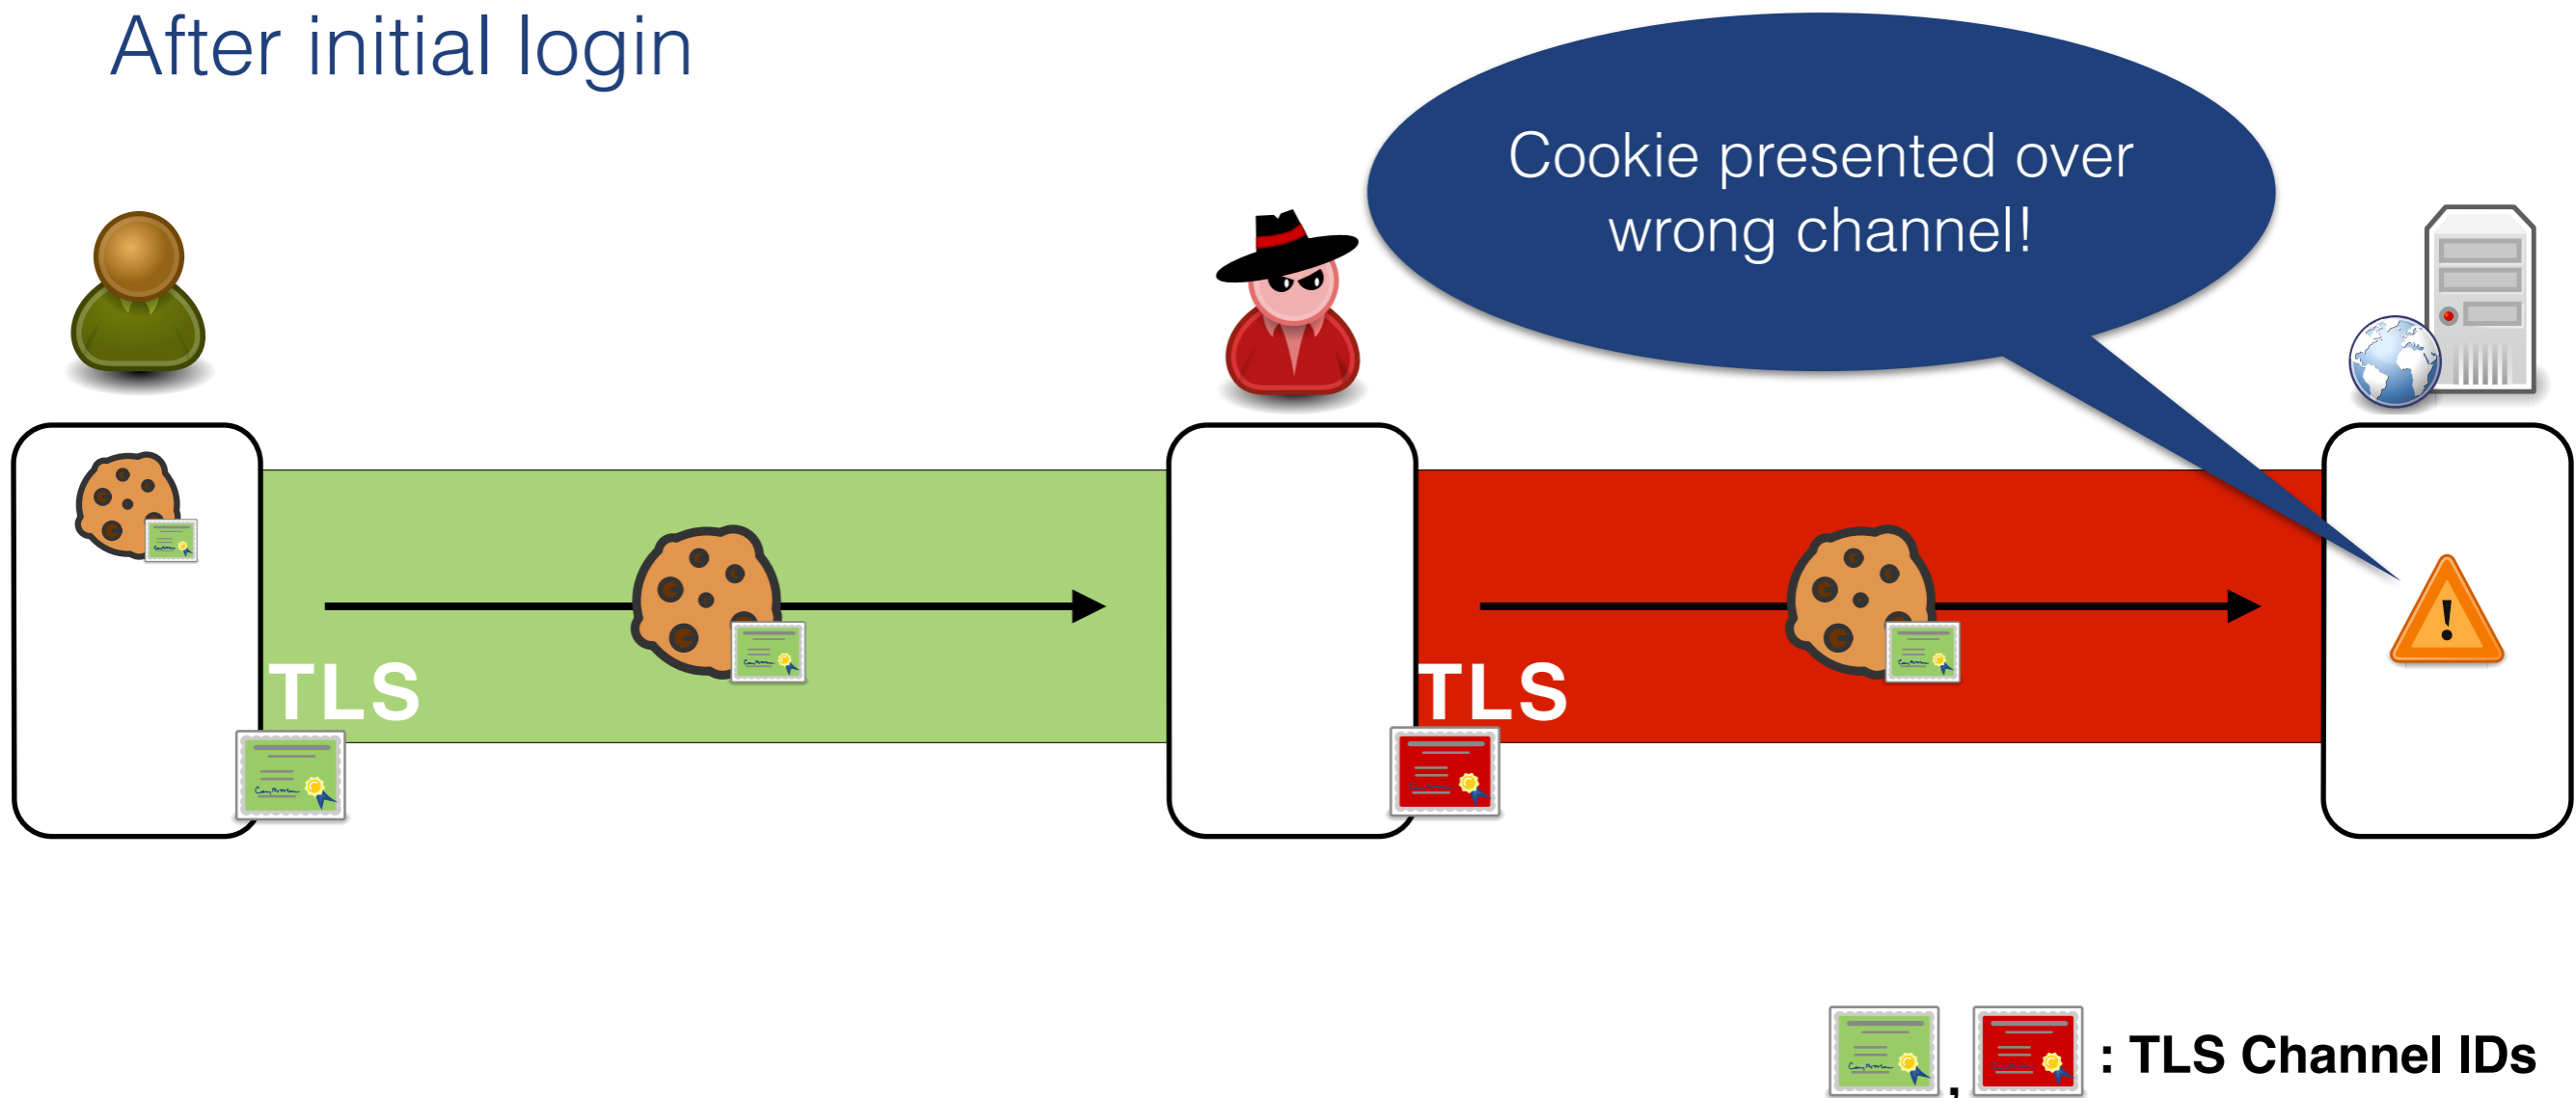 After initial login
Cookie presented over
wrong channel!
TLS
TLS
, : TLS Channel IDs